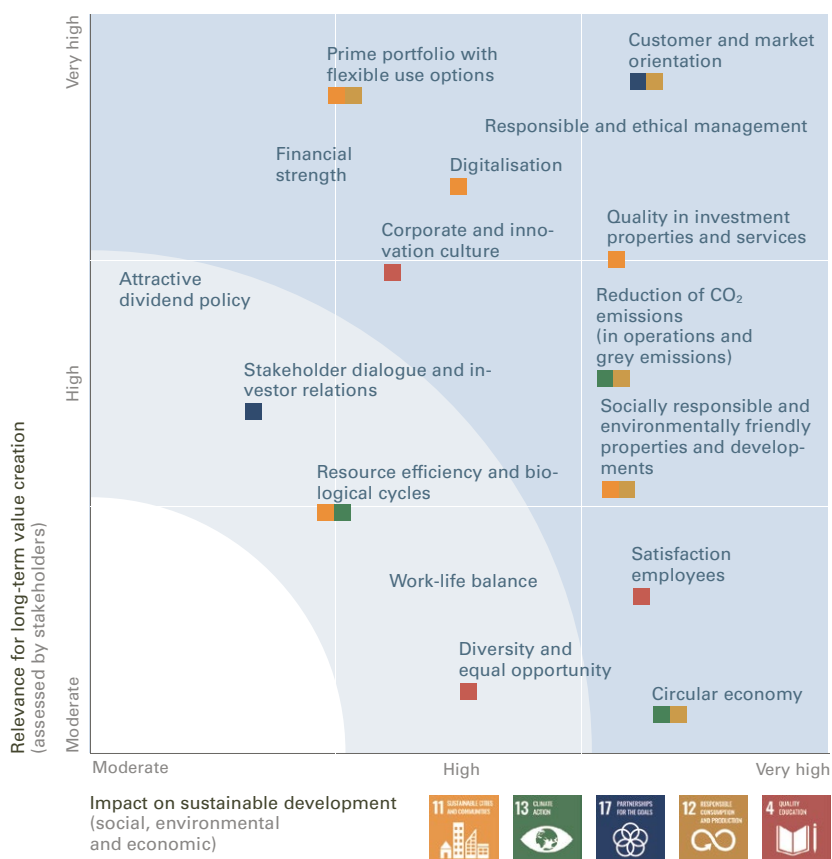 Very high
High
Moderate
Relevance for long-term value creation
(assessed by stakeholders)
Prime portfolio with
flexible use options
Customer and market
orientation
Responsible and ethical management
Financial
strength
Digitalisation
Corporate and inno-
vation culture
Quality in investment
properties and services
Attractive
dividend policy
Reduction of CO₂
emissions
(in operations and
grey emissions)
Stakeholder dialogue and in-
vestor relations
Socially responsible and
environmentally friendly
properties and develop-
ments
Resource efficiency and bio-
logical cycles
Satisfaction
employees
Work-life balance
Diversity and
equal opportunity
Circular economy
Moderate
High
Very high
Impact on sustainable development
(social, environmental
and economic)
11 SUSTAINABLE CITIES
AND COMMUNITIES
13 CLIMATE
ACTION
17 PARTNERSHIPS
FOR THE GOALS
12 RESPONSIBLE
CONSUMPTION
AND PRODUCTION
4 QUALITY
EDUCATION